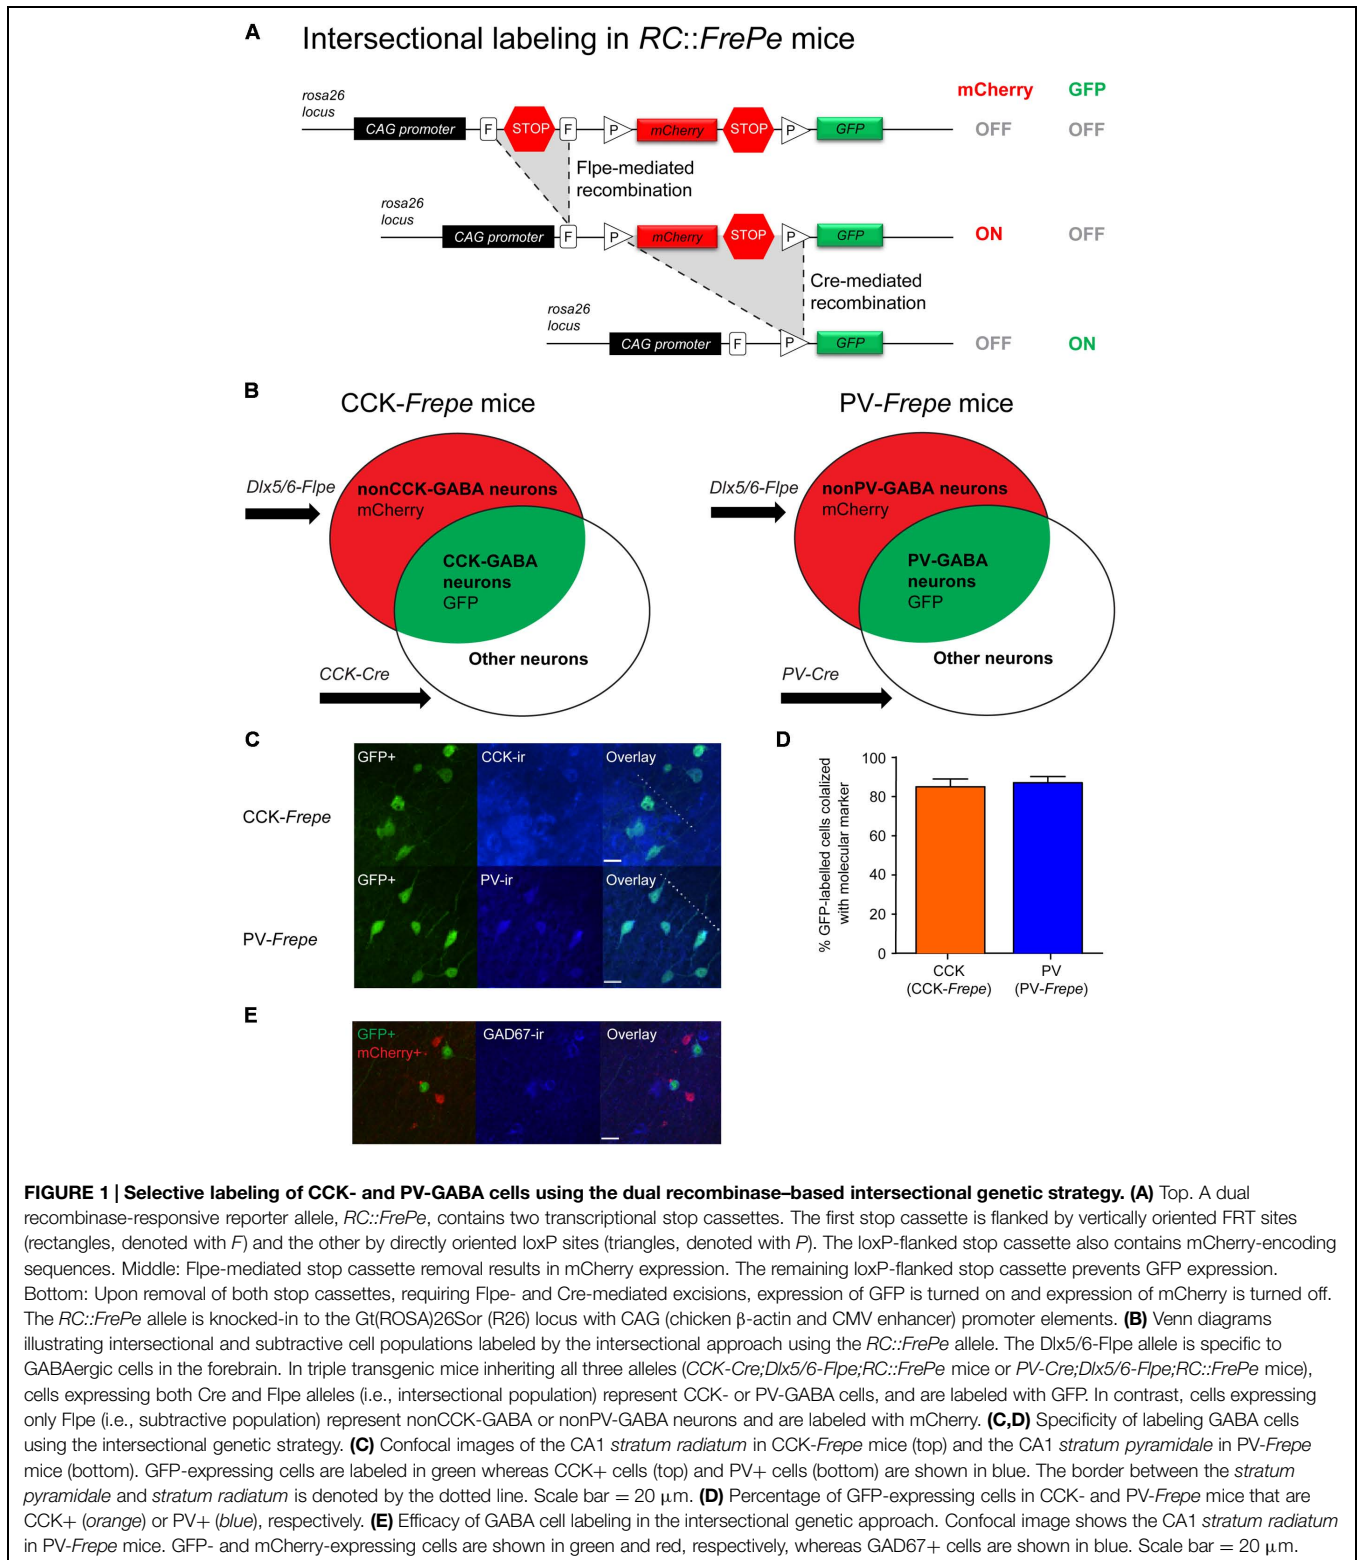 A
Intersectional labeling in RC::FrePe mice
mCherry GFP
rosa26
locus
CAG promoter F STOP F P mCherry STOP P GFP OFF OFF
Flpe-mediated
recombination
rosa26
locus
CAG promoter F P mCherry STOP P GFP ON OFF
Cre-mediated
recombination
rosa26
locus
CAG promoter F P GFP OFF ON
B
CCK-Frepe mice
Dlx5/6-Flpe
nonCCK-GABA neurons
mCherry
CCK-GABA
neurons
GFP
Other neurons
CCK-Cre
PV-Frepe mice
Dlx5/6-Flpe
nonPV-GABA neurons
mCherry
PV-GABA
neurons
GFP
Other neurons
PV-Cre
C
CCK-Frepe
GFP+ CCK-ir Overlay
PV-Frepe
GFP+ PV-ir Overlay
D
% GFP-labelled cells colalized
with molecular marker
100
80
60
40
20
0
CCK
(CCK-Frepe)
PV
(PV-Frepe)
E
GFP+
mCherry+
GAD67-ir Overlay
FIGURE 1 | Selective labeling of CCK- and PV-GABA cells using the dual recombinase–based intersectional genetic strategy. (A) Top. A dual
recombinase-responsive reporter allele, RC::FrePe, contains two transcriptional stop cassettes. The first stop cassette is flanked by vertically oriented FRT sites
(rectangles, denoted with F) and the other by directly oriented loxP sites (triangles, denoted with P). The loxP-flanked stop cassette also contains mCherry-encoding
sequences. Middle: Flpe-mediated stop cassette removal results in mCherry expression. The remaining loxP-flanked stop cassette prevents GFP expression.
Bottom: Upon removal of both stop cassettes, requiring Flpe- and Cre-mediated excisions, expression of GFP is turned on and expression of mCherry is turned off.
The RC::FrePe allele is knocked-in to the Gt(ROSA)26Sor (R26) locus with CAG (chicken β-actin and CMV enhancer) promoter elements. (B) Venn diagrams
illustrating intersectional and subtractive cell populations labeled by the intersectional approach using the RC::FrePe allele. The Dlx5/6-Flpe allele is specific to
GABAergic cells in the forebrain. In triple transgenic mice inheriting all three alleles (CCK-Cre;Dlx5/6-Flpe;RC::FrePe mice or PV-Cre;Dlx5/6-Flpe;RC::FrePe mice),
cells expressing both Cre and Flpe alleles (i.e., intersectional population) represent CCK- or PV-GABA cells, and are labeled with GFP. In contrast, cells expressing
only Flpe (i.e., subtractive population) represent nonCCK-GABA or nonPV-GABA neurons and are labeled with mCherry. (C,D) Specificity of labeling GABA cells
using the intersectional genetic strategy. (C) Confocal images of the CA1 stratum radiatum in CCK-Frepe mice (top) and the CA1 stratum pyramidale in PV-Frepe
mice (bottom). GFP-expressing cells are labeled in green whereas CCK+ cells (top) and PV+ cells (bottom) are shown in blue. The border between the stratum
pyramidale and stratum radiatum is denoted by the dotted line. Scale bar = 20 μm. (D) Percentage of GFP-expressing cells in CCK- and PV-Frepe mice that are
CCK+ (orange) or PV+ (blue), respectively. (E) Efficacy of GABA cell labeling in the intersectional genetic approach. Confocal image shows the CA1 stratum radiatum
in PV-Frepe mice. GFP- and mCherry-expressing cells are shown in green and red, respectively, whereas GAD67+ cells are shown in blue. Scale bar = 20 μm.